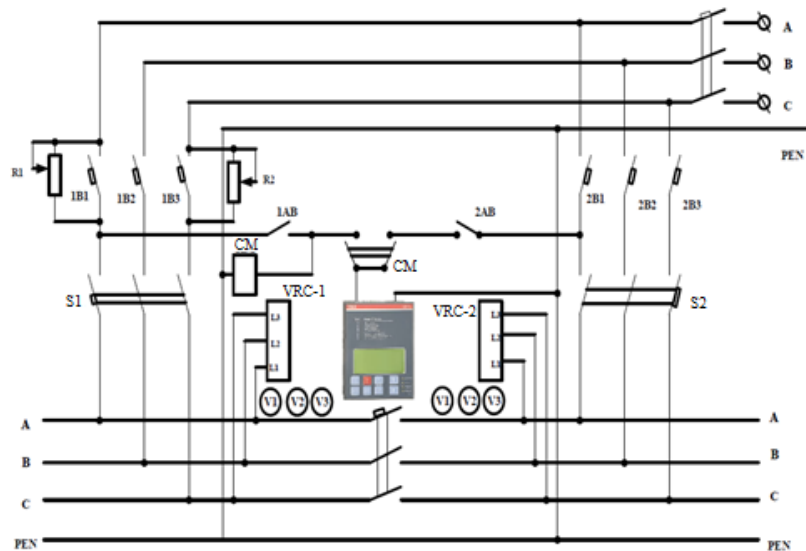 A
B
C
PEN
R1
1B1
1B2
1B3
R2
2B1
2B2
2B3
1AB
2AB
CM
CM
S1
VRC-1
VRC-2
S2
L3
L2
L1
L3
L2
L1
V1 V2 V3
V1 V2 V3
A
A
B
B
C
C
PEN
PEN